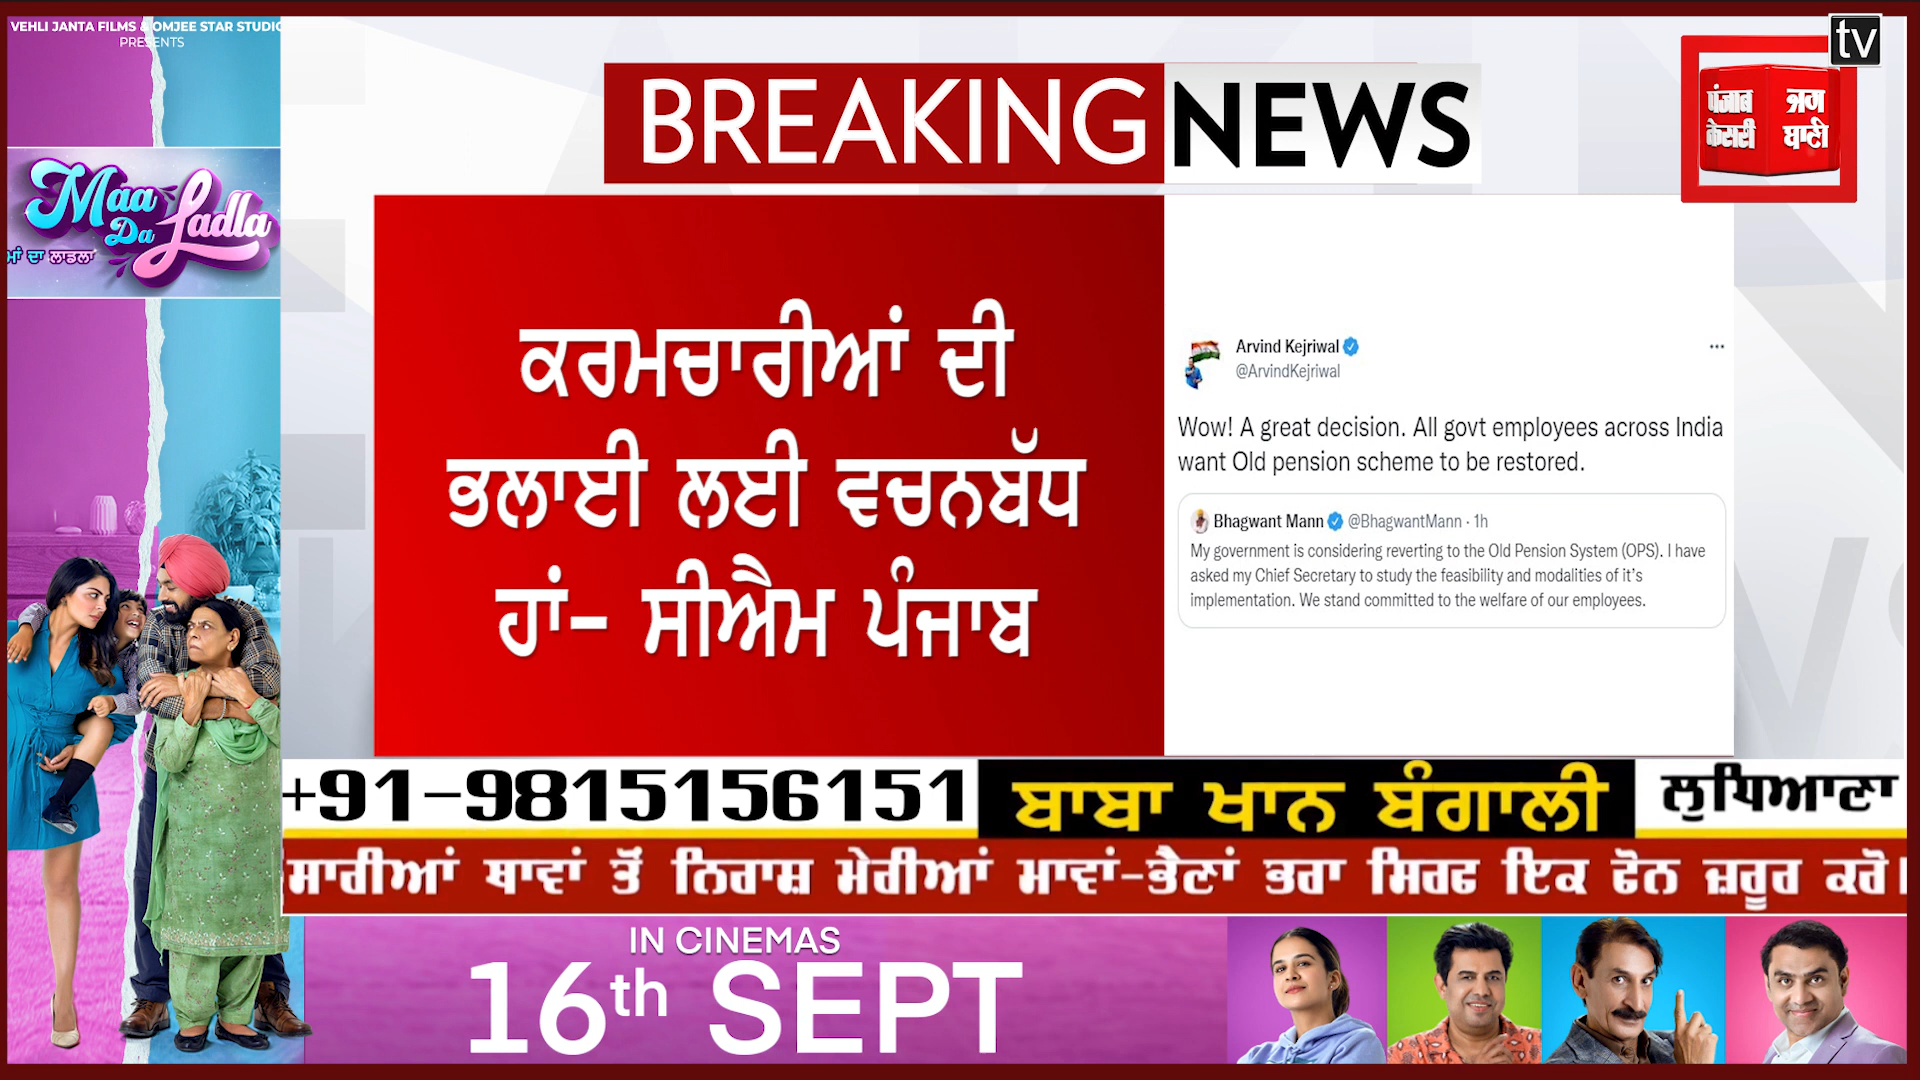 VEHLI JANTA FILMS & OMJEE STAR STUDIO
PRESENTS
Maa
Da Ladla
ਮਾਂ ਦਾ ਲਾਡਲਾ
BREAKING NEWS
tv
ਪੰਜਾਬ ਜਗ
केसरी ਬਾਣੀ
ਕਰਮਚਾਰੀਆਂ ਦੀ
ਭਲਾਈ ਲਈ ਵਚਨਬੱਧ
ਹਾਂ- ਸੀਐਮ ਪੰਜਾਬ
Arvind Kejriwal
@ArvindKejriwal
Wow! A great decision. All govt employees across India
want Old pension scheme to be restored.
Bhagwant Mann @BhagwantMann · 1h
My government is considering reverting to the Old Pension System (OPS). I have
asked my Chief Secretary to study the feasibility and modalities of it's
implementation. We stand committed to the welfare of our employees.
+91-9815156151 ਬਾਬਾ ਖਾਨ ਬੰਗਾਲੀ ਲੁਧਿਆਣਾ
ਸਾਰੀਆਂ ਥਾਵਾਂ ਤੋਂ ਨਿਰਾਸ਼ ਮੇਰੀਆਂ ਮਾਵਾਂ-ਭੈਣਾਂ ਭਰਾ ਸਿਰਫ ਇਕ ਫੋਨ ਜ਼ਰੂਰ ਕਰੋ।
IN CINEMAS
16th SEPT